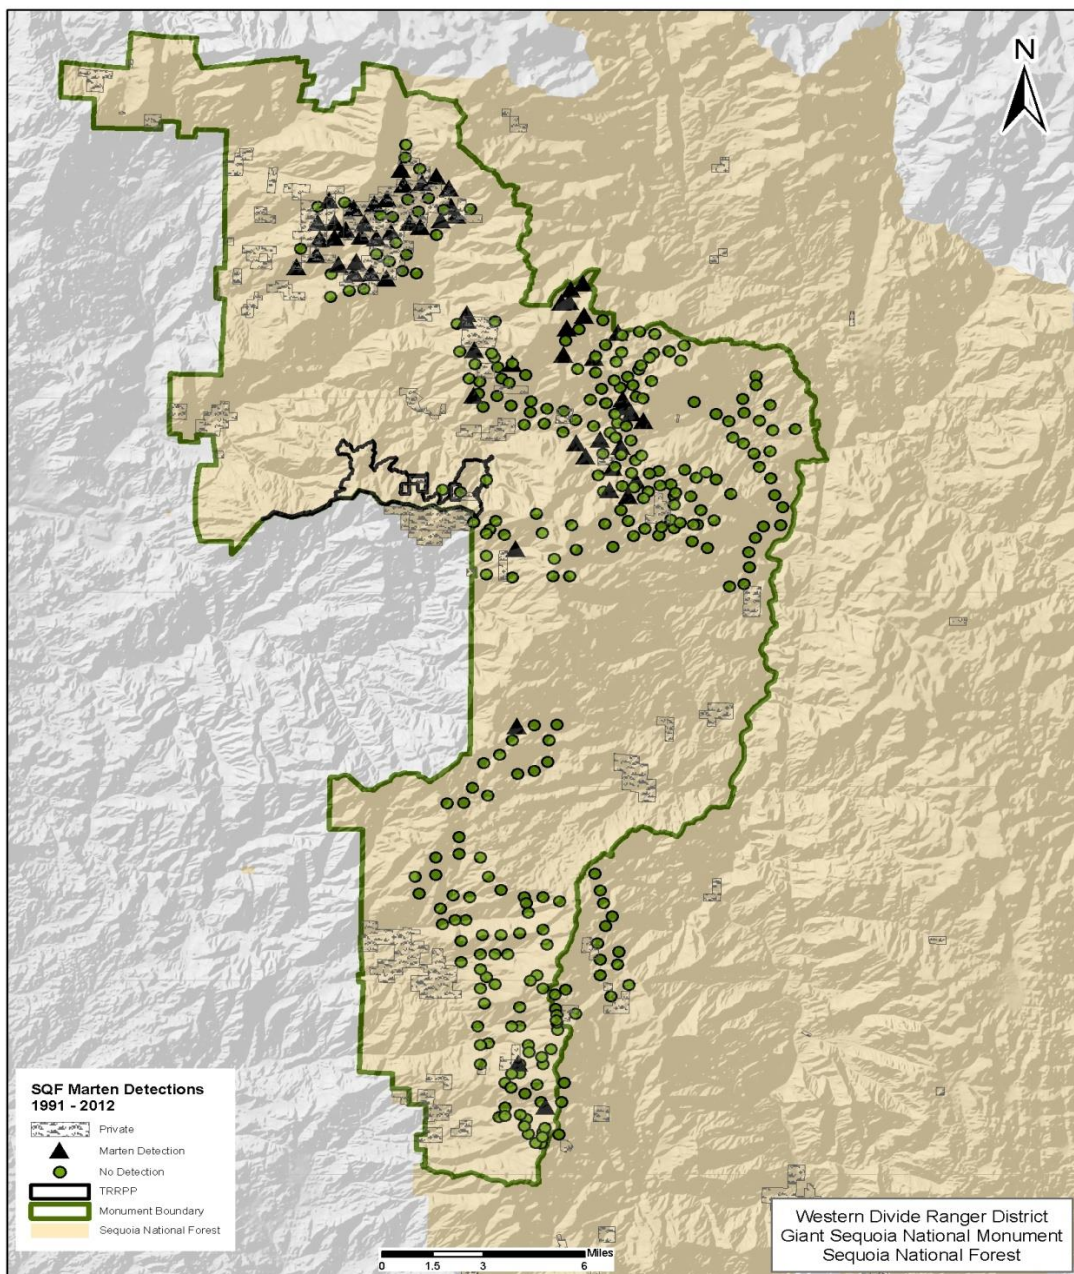 N
SQF Marten Detections
1991 - 2012
Private
Marten Detection
No Detection
TRRPP
Monument Boundary
Sequoia National Forest
Miles
0 1.5 3 6
Western Divide Ranger District
Giant Sequoia National Monument
Sequoia National Forest